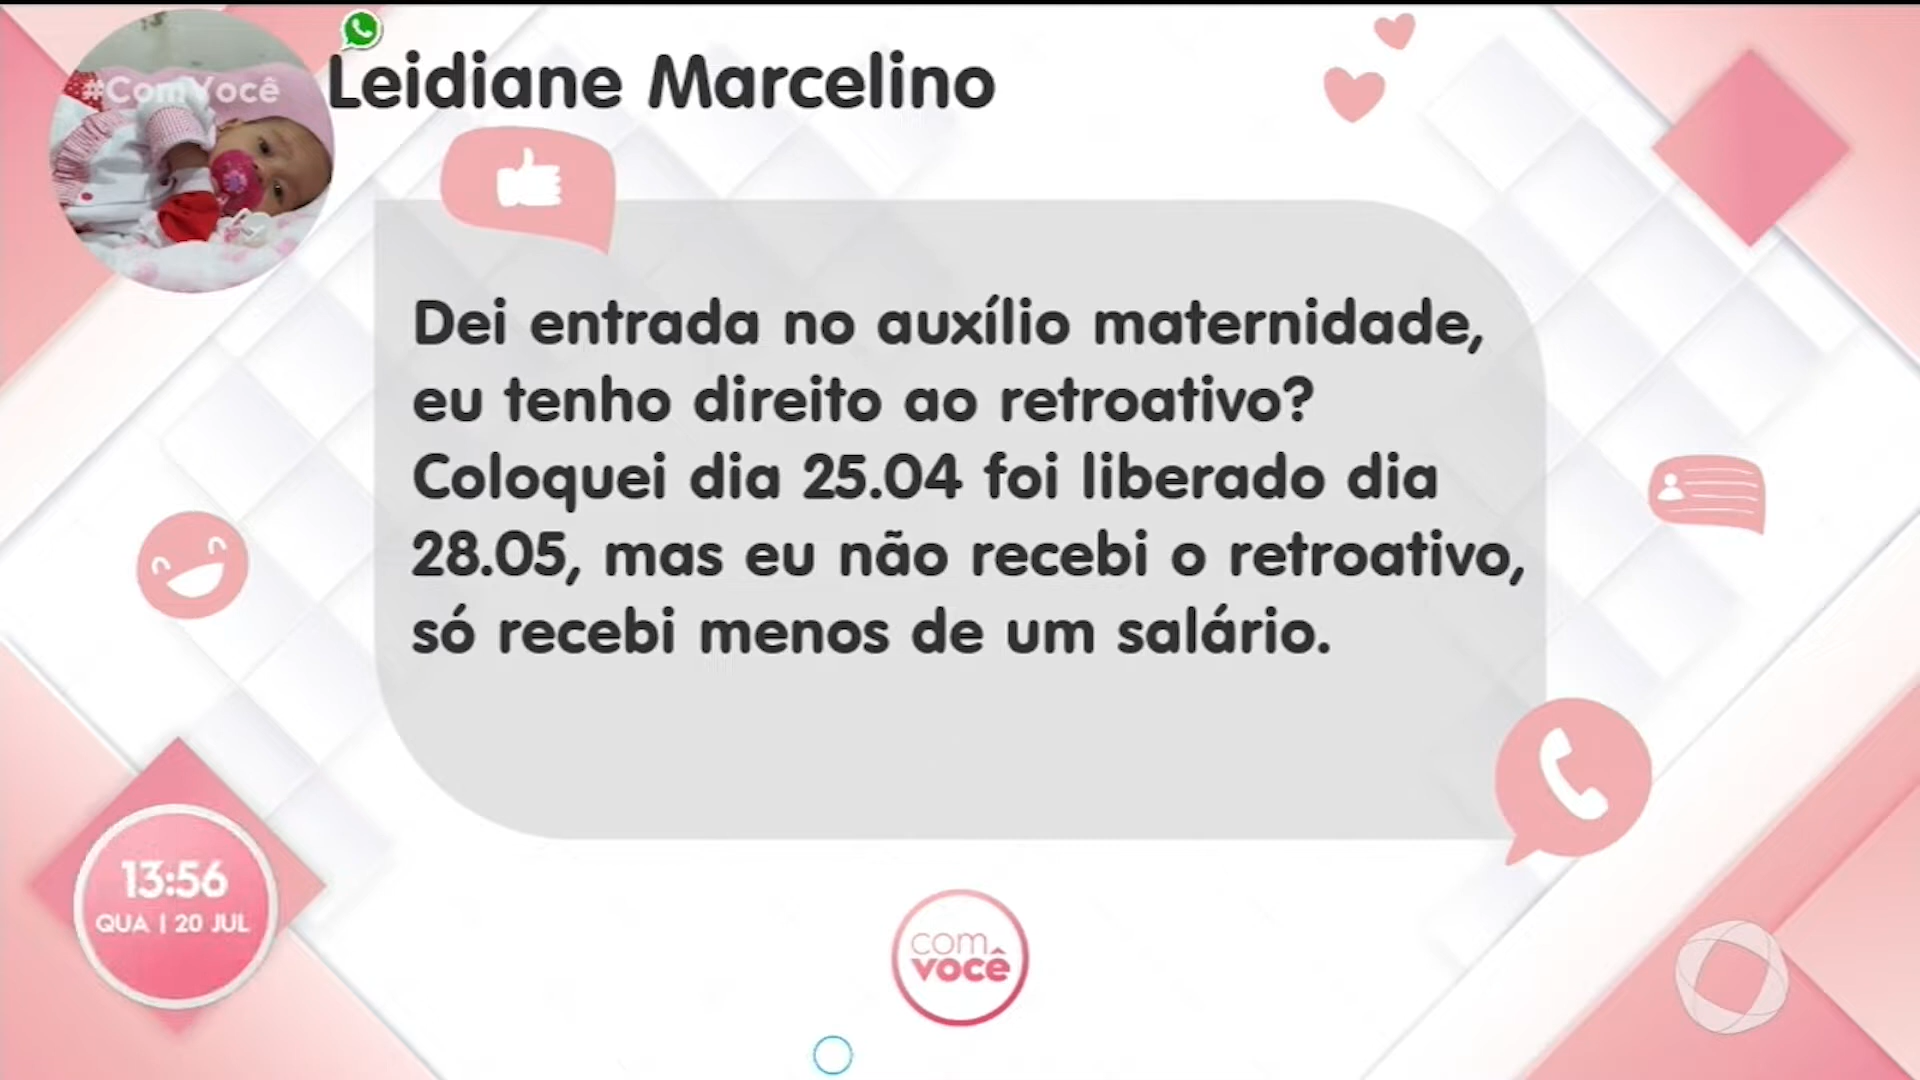 #ComVocê
Leidiane Marcelino
Dei entrada no auxílio maternidade,
eu tenho direito ao retroativo?
Coloquei dia 25.04 foi liberado dia
28.05, mas eu não recebi o retroativo,
só recebi menos de um salário.
13:56
QUA | 20 JUL
com
você